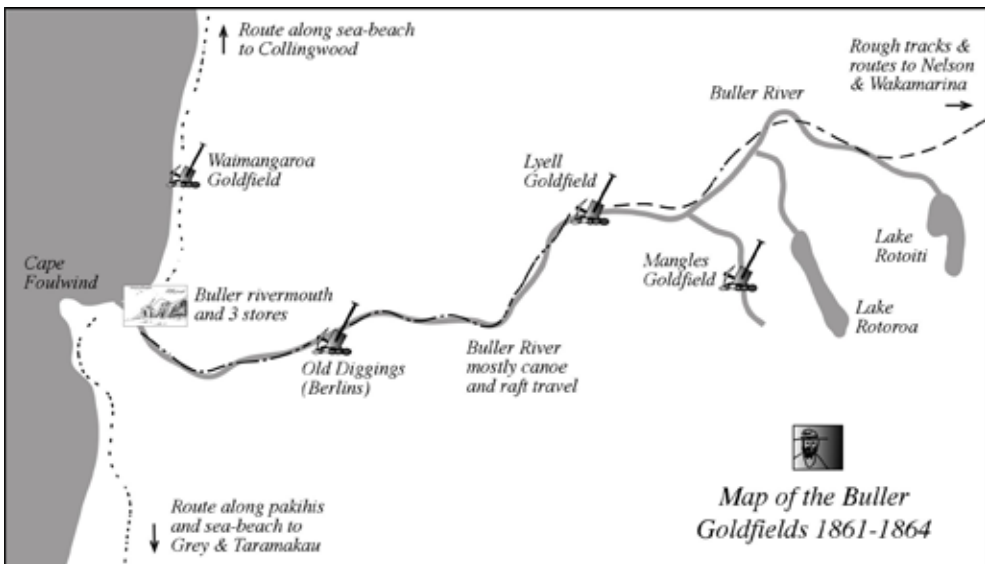 Route along sea-beach
to Collingwood
Rough tracks &
routes to Nelson
& Wakamarina
Buller River
Waimangaroa
Goldfield
Lyell
Goldfield
Cape
Foulwind
Mangles
Goldfield
Lake
Rotoiti
Buller rivermouth
and 3 stores
Lake
Rotoroa
Old Diggings
(Berlins)
Buller River
mostly canoe
and raft travel
Route along pakihis
and sea-beach to
Grey & Taramakau
Map of the Buller
Goldfields 1861-1864